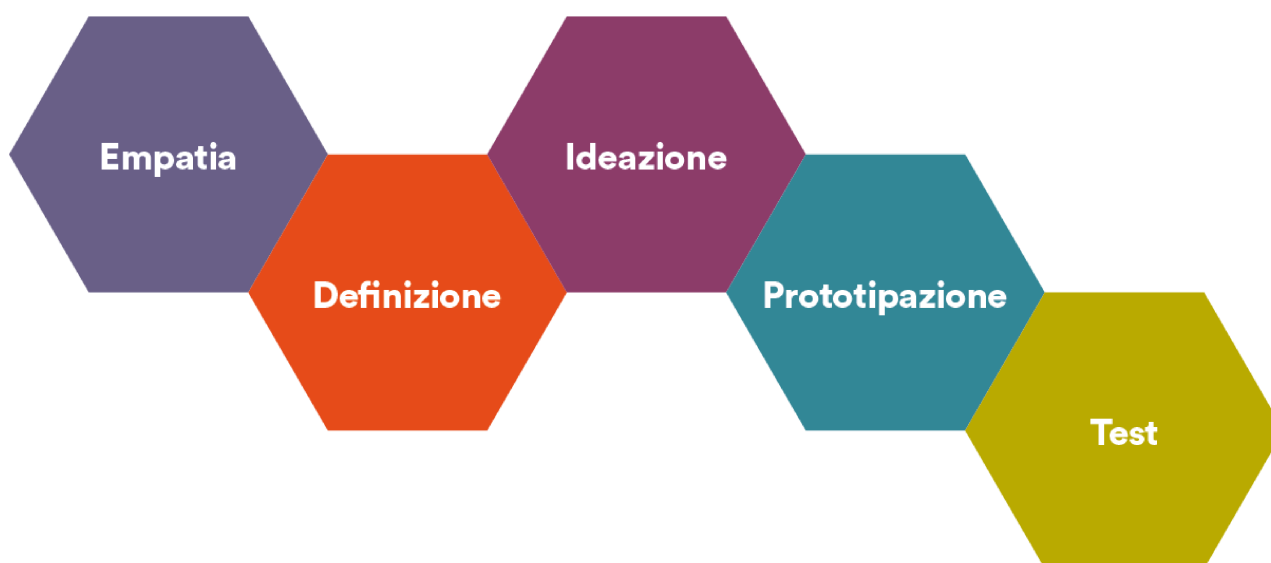 Empatia
Definizione
Ideazione
Prototipazione
Test